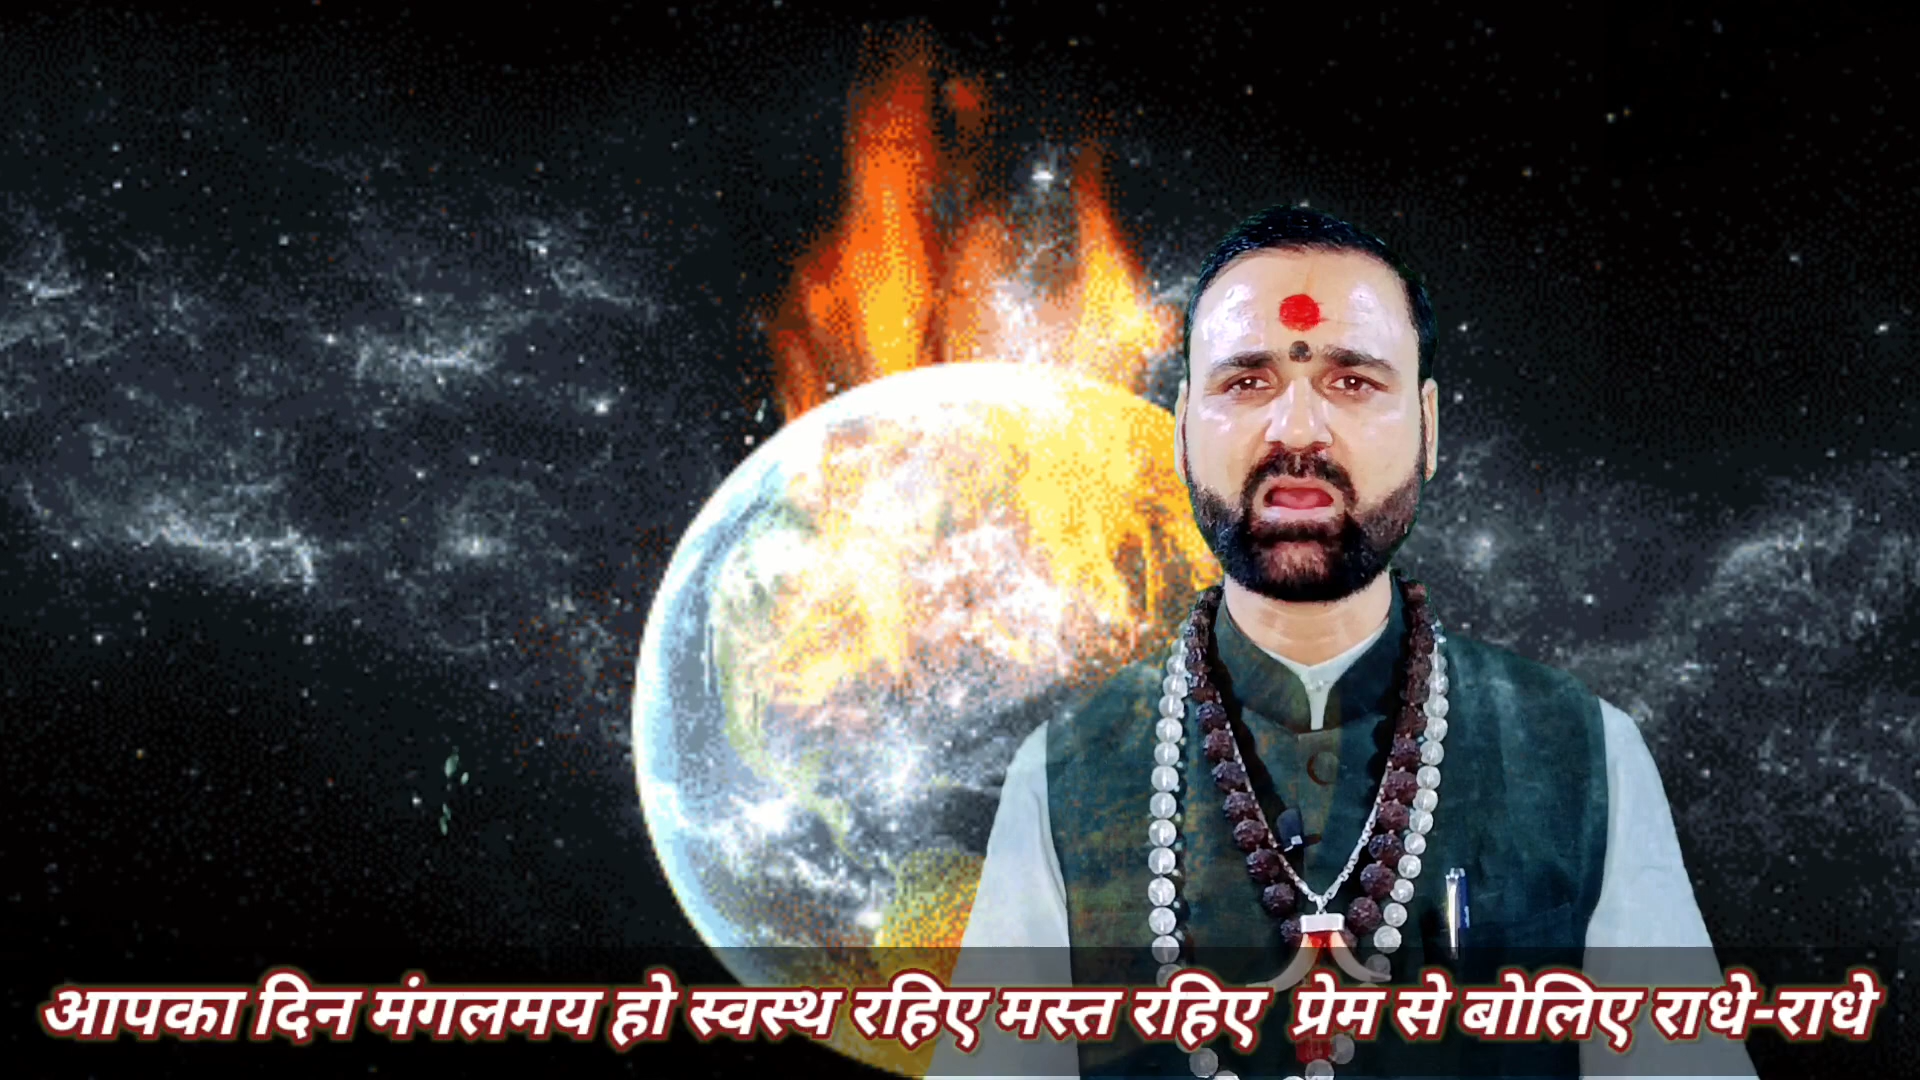 आपका दिन मंगलमय हो स्वस्थ रहिए मस्त रहिए प्रेम से बोलिए राधे-राधे